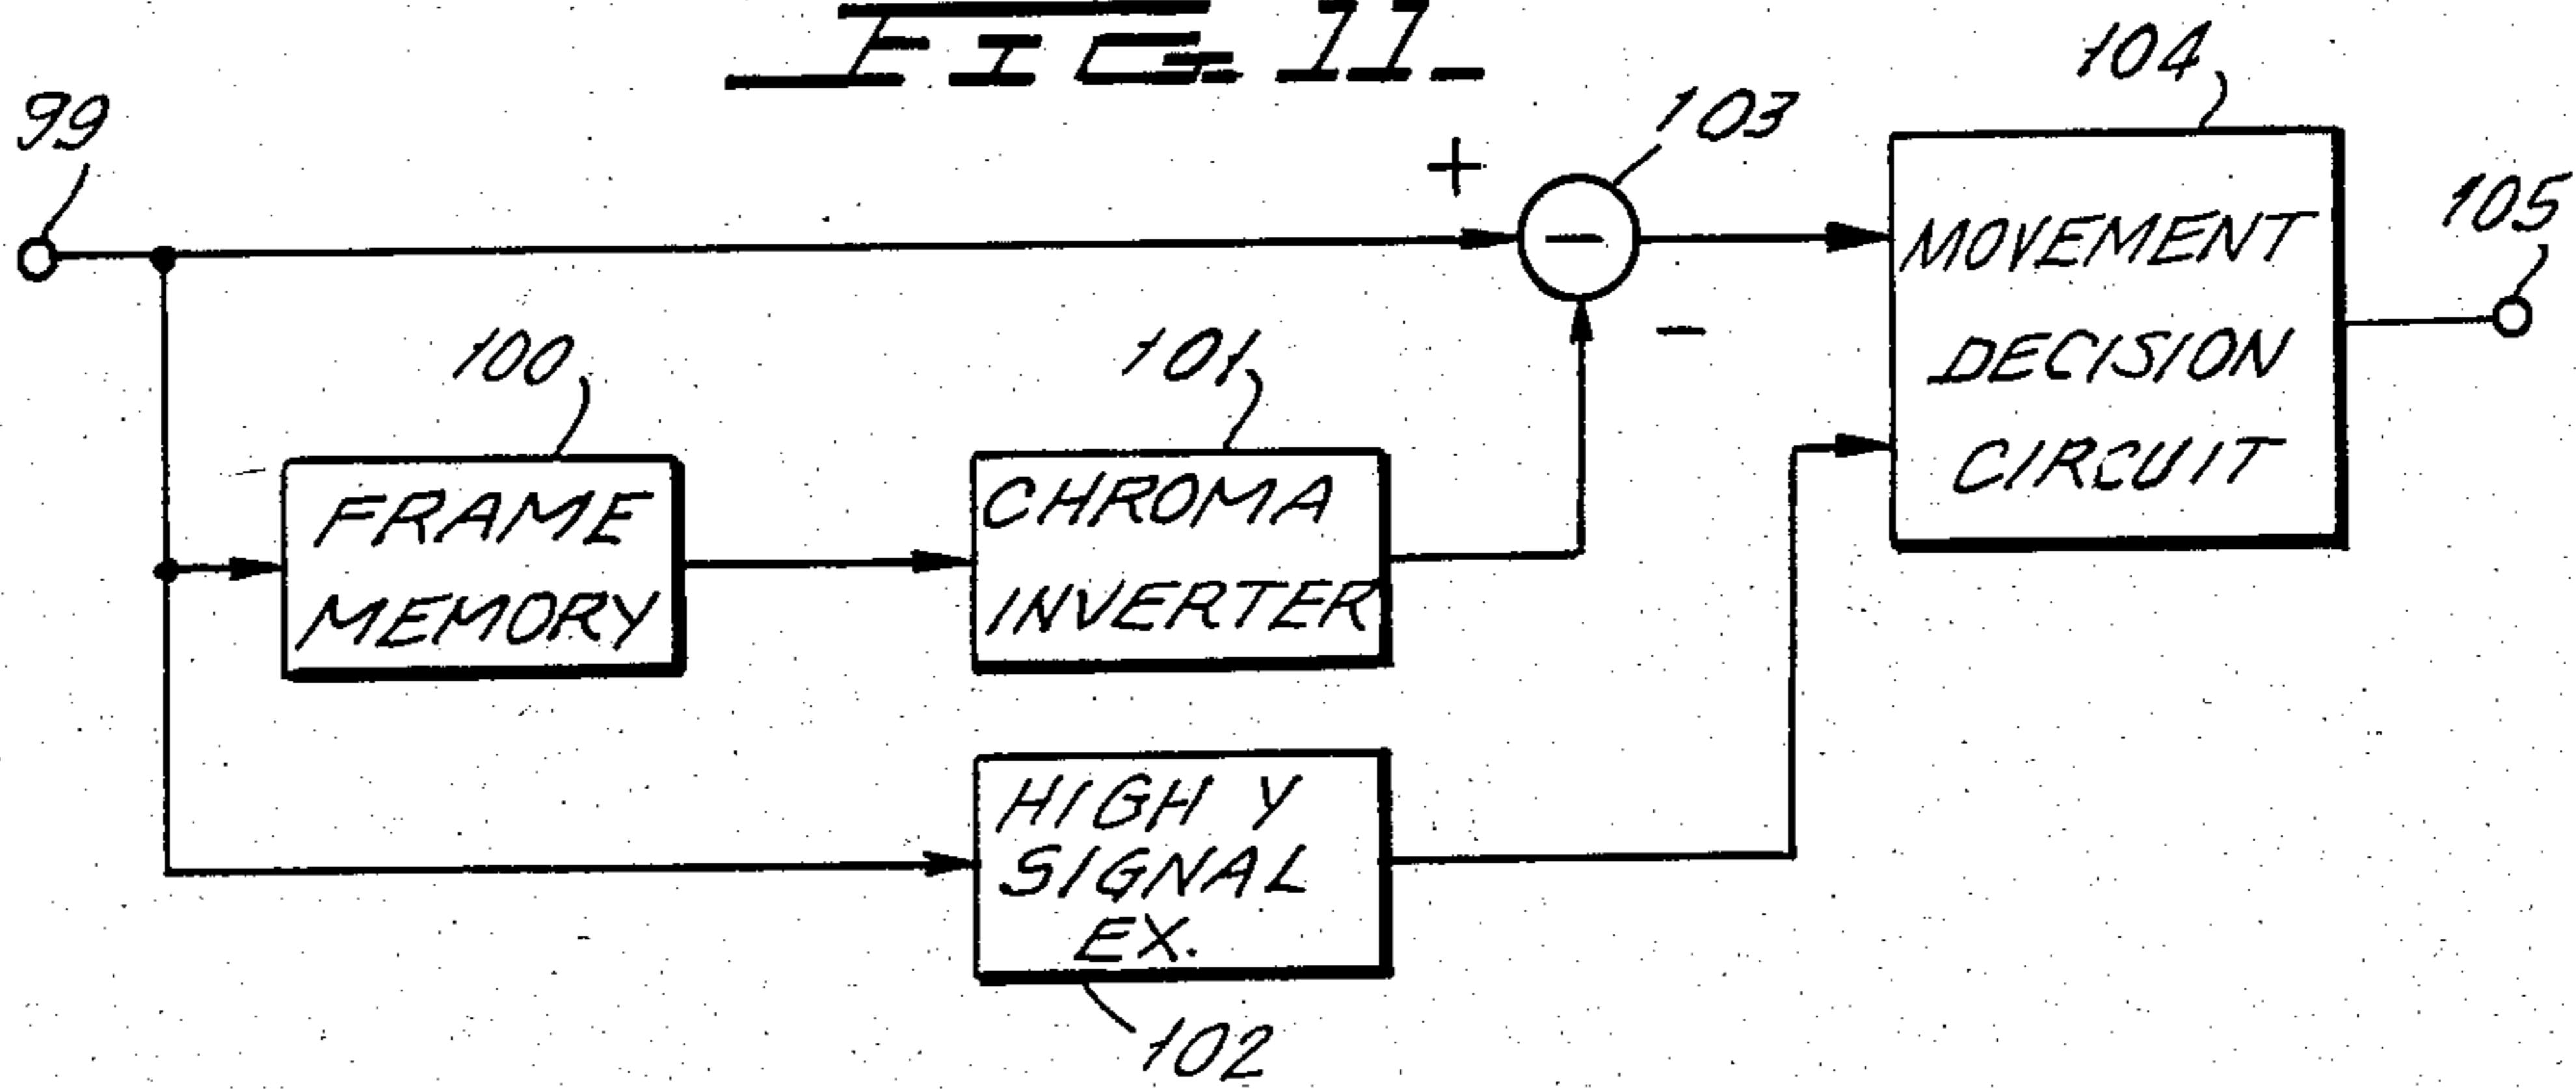 FIG. 11.
99
103
104
105
+
-
-
MOVEMENT
DECISION
CIRCUIT
100
101
FRAME
MEMORY
CHROMA
INVERTER
HIGH Y
SIGNAL
EX.
102